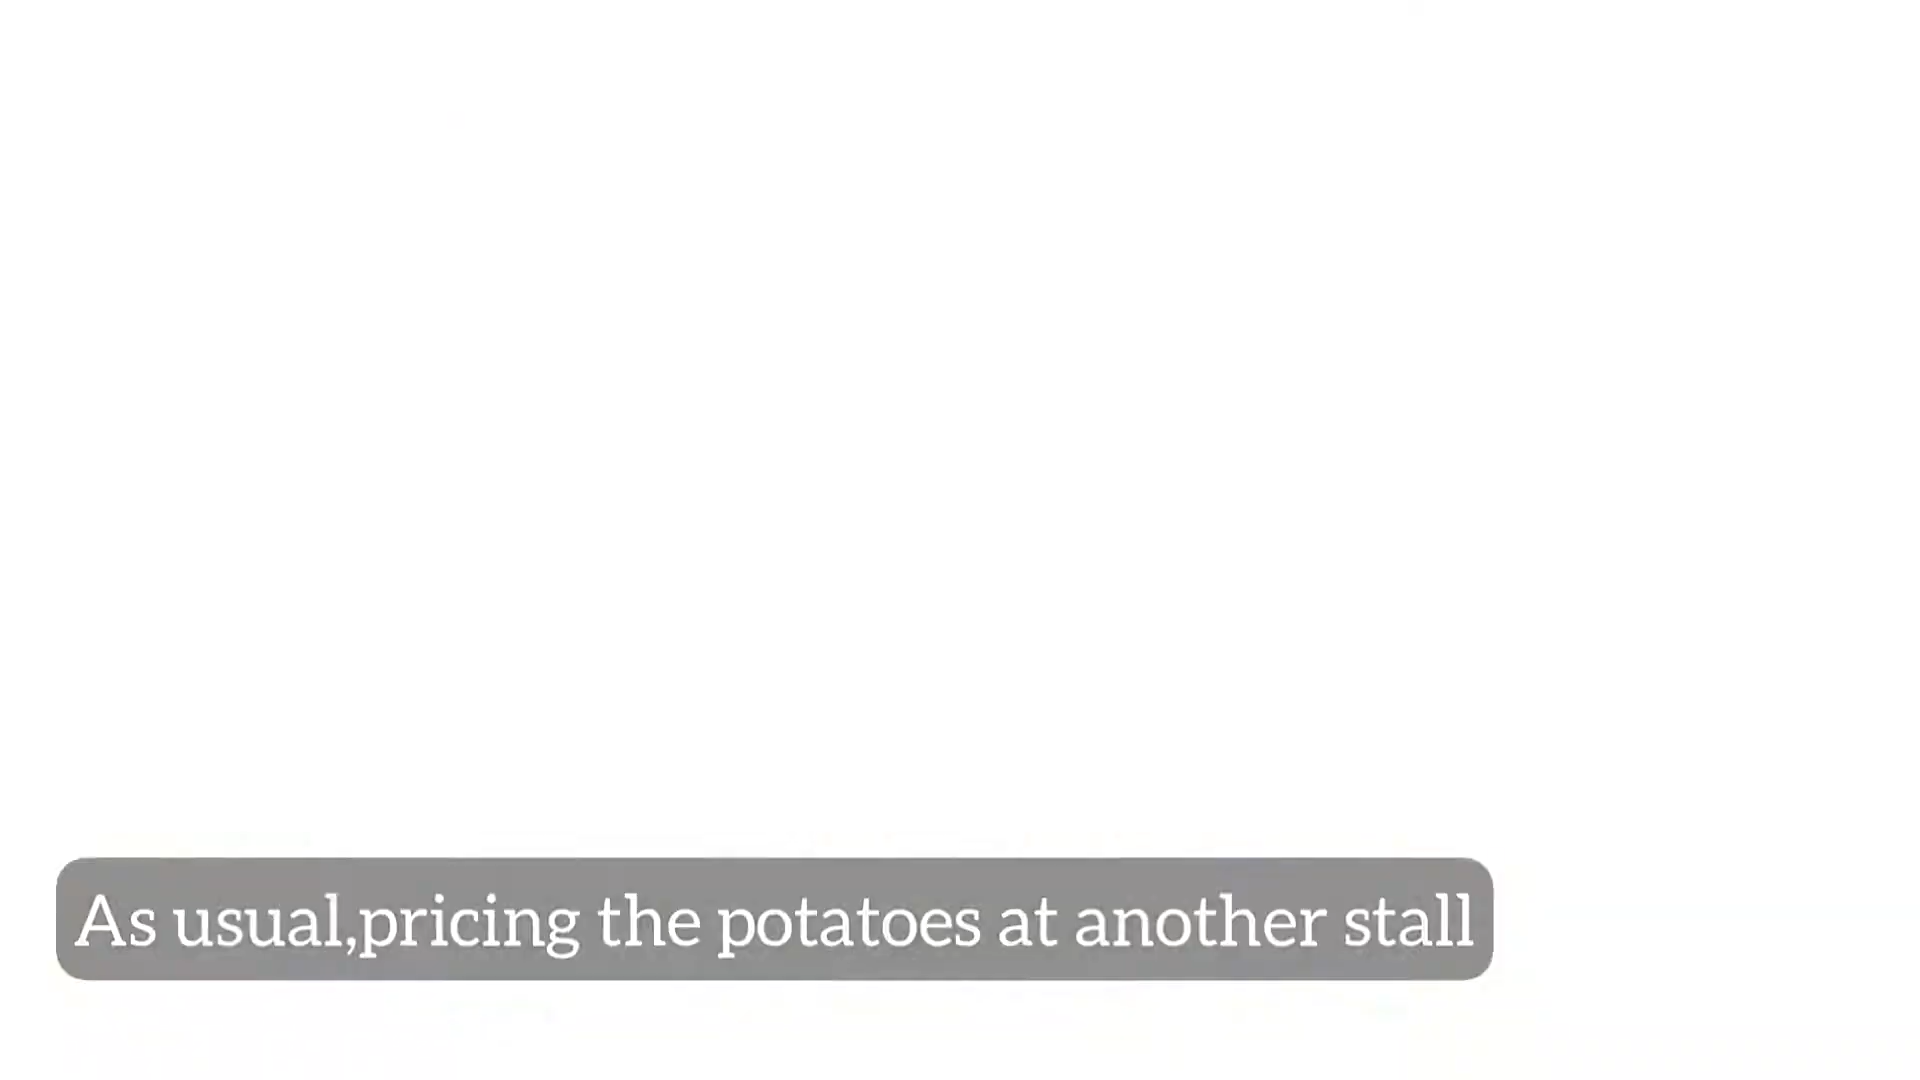 As usual,pricing the potatoes at another stall